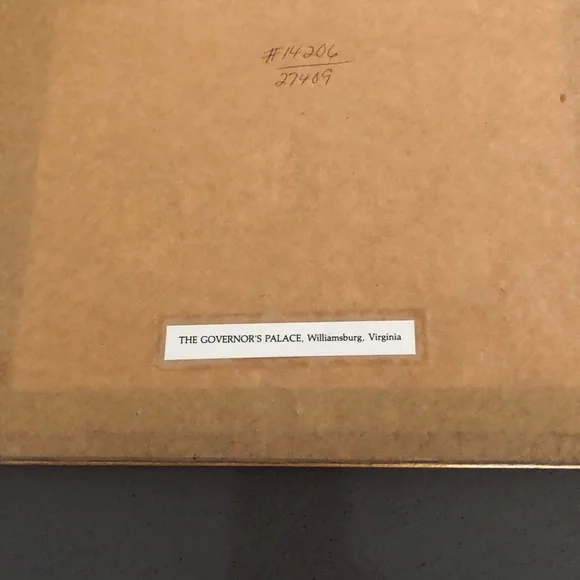 #14206
27409
THE GOVERNOR'S PALACE, Williamsburg, Virginia